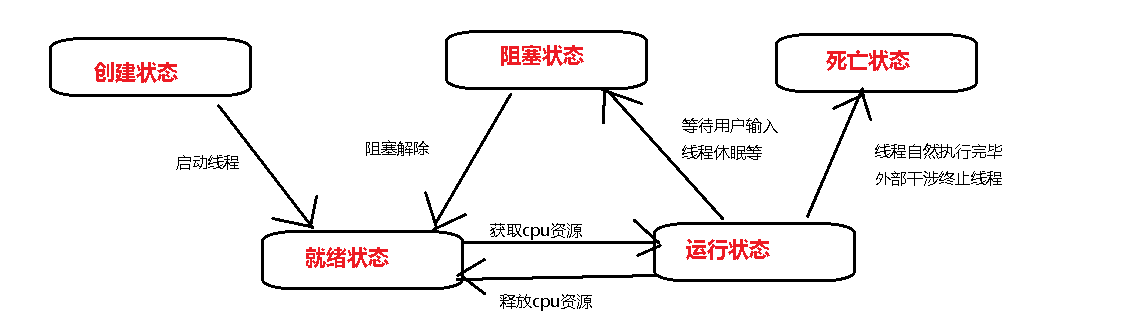 创建状态
阻塞状态
死亡状态
启动线程
阻塞解除
等待用户输入
线程休眠等
线程自然执行完毕
外部干涉终止线程
就绪状态
获取cpu资源
运行状态
释放cpu资源